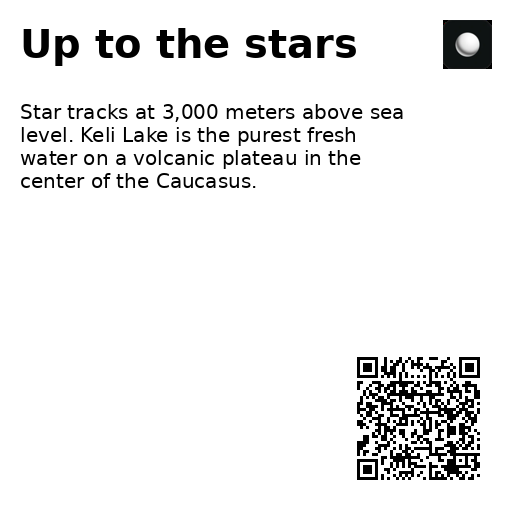 Up to the stars
Star tracks at 3,000 meters above sea
level. Keli Lake is the purest fresh
water on a volcanic plateau in the
center of the Caucasus.